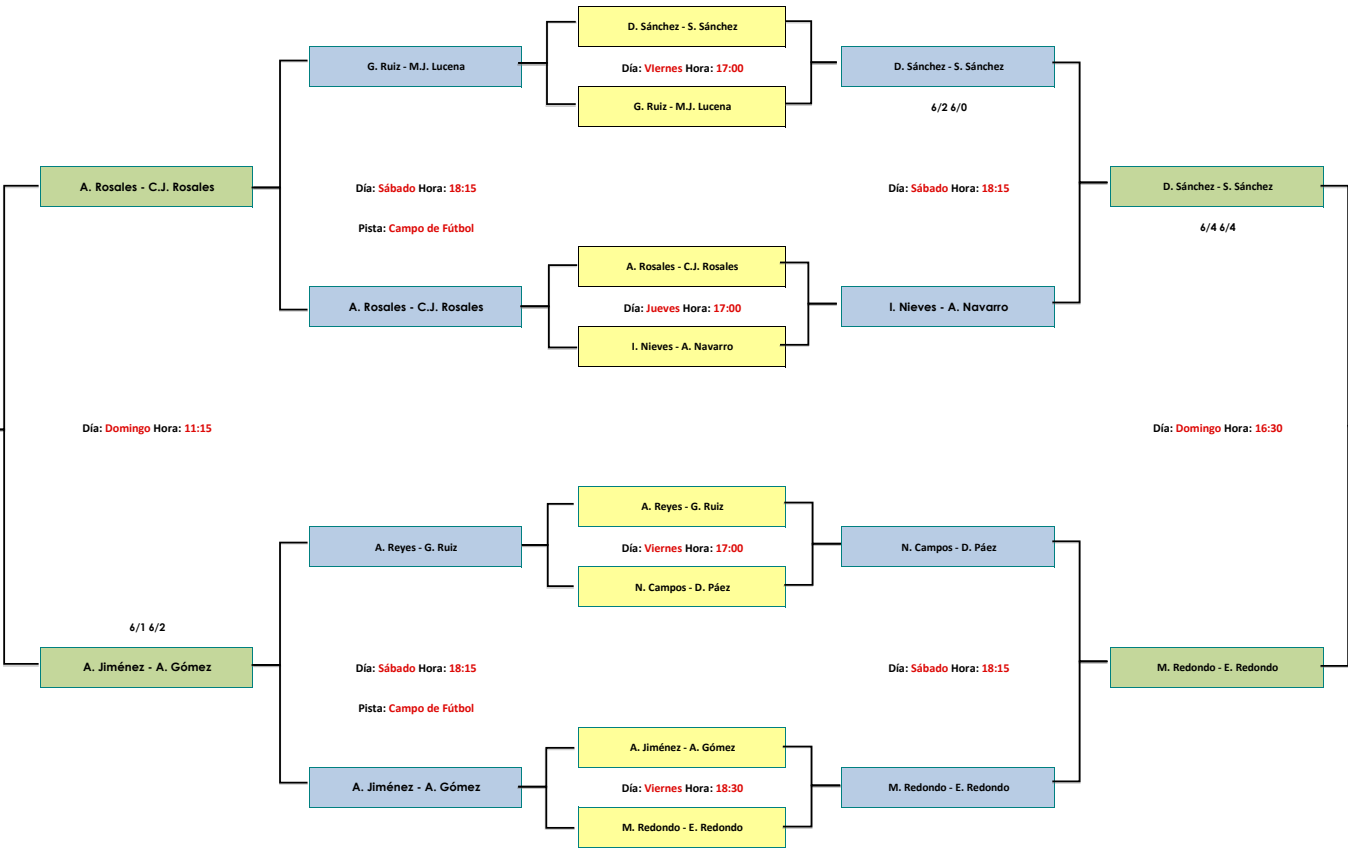 D. Sánchez - S. Sánchez
G. Ruiz - M.J. Lucena
Día: Viernes Hora: 17:00
D. Sánchez - S. Sánchez
G. Ruiz - M.J. Lucena
6/2 6/0
A. Rosales - C.J. Rosales
Día: Sábado Hora: 18:15
Día: Sábado Hora: 18:15
D. Sánchez - S. Sánchez
Pista: Campo de Fútbol
6/4 6/4
A. Rosales - C.J. Rosales
A. Rosales - C.J. Rosales
Día: Jueves Hora: 17:00
I. Nieves - A. Navarro
I. Nieves - A. Navarro
Día: Domingo Hora: 11:15
Día: Domingo Hora: 16:30
A. Reyes - G. Ruiz
A. Reyes - G. Ruiz
Día: Viernes Hora: 17:00
N. Campos - D. Páez
N. Campos - D. Páez
6/1 6/2
A. Jiménez - A. Gómez
Día: Sábado Hora: 18:15
Día: Sábado Hora: 18:15
M. Redondo - E. Redondo
Pista: Campo de Fútbol
A. Jiménez - A. Gómez
A. Jiménez - A. Gómez
Día: Viernes Hora: 18:30
M. Redondo - E. Redondo
M. Redondo - E. Redondo